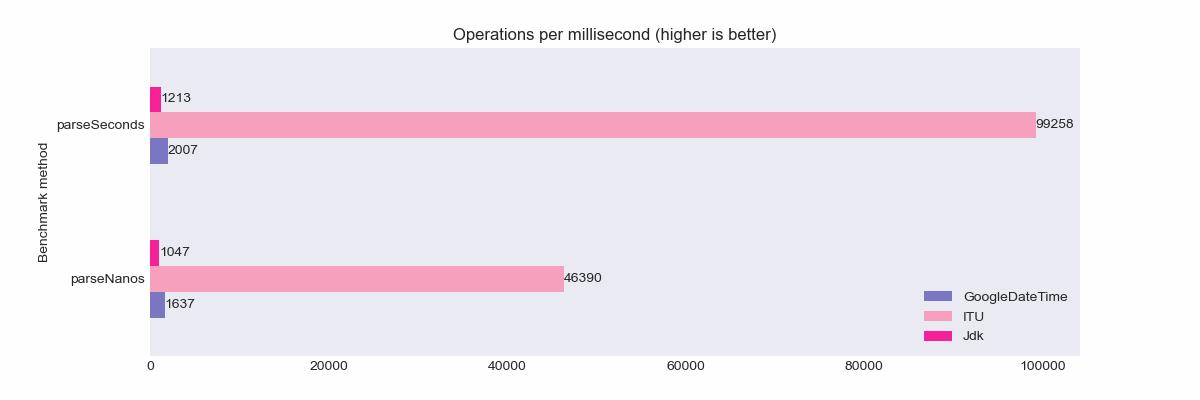 Operations per millisecond (higher is better)
Benchmark method
parseSeconds
1213
99258
2007
parseNanos
1047
46390
1637
GoogleDateTime
ITU
Jdk
0 20000 40000 60000 80000 100000